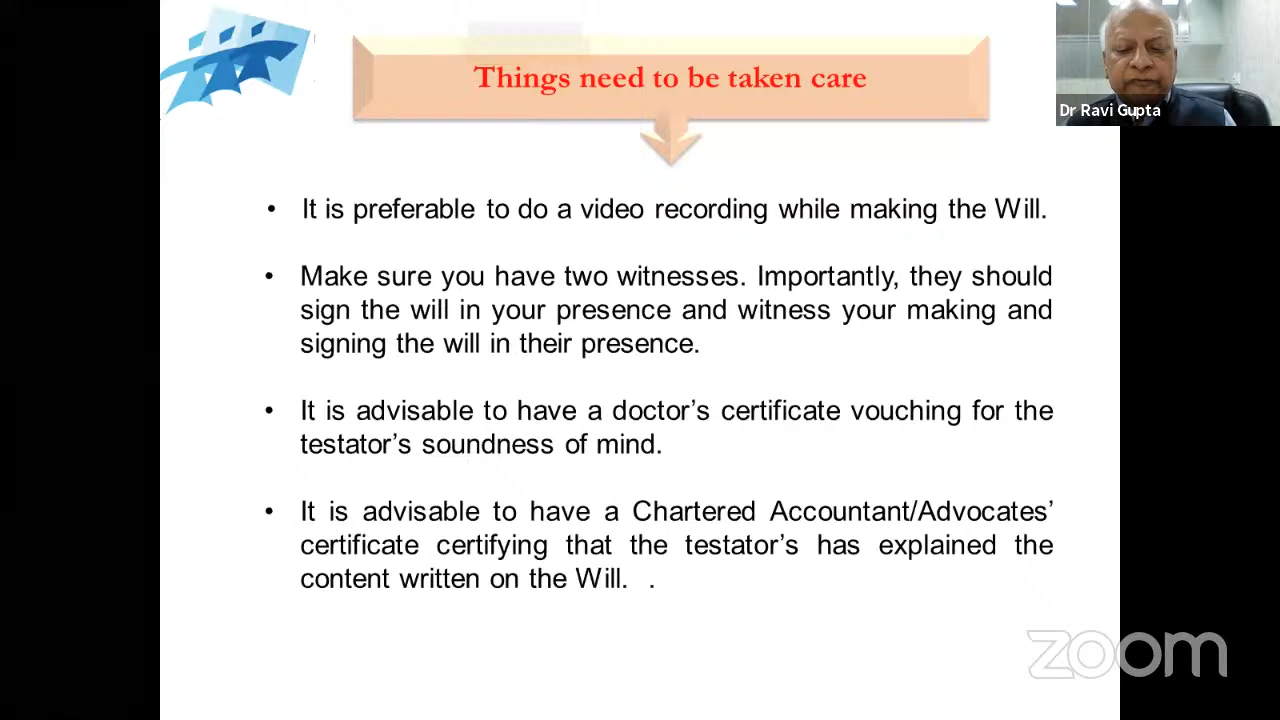 Things need to be taken care
Dr Ravi Gupta
• It is preferable to do a video recording while making the Will.
• Make sure you have two witnesses. Importantly, they should
sign the will in your presence and witness your making and
signing the will in their presence.
• It is advisable to have a doctor’s certificate vouching for the
testator’s soundness of mind.
• It is advisable to have a Chartered Accountant/Advocates’
certificate certifying that the testator’s has explained the
content written on the Will. .
zoom